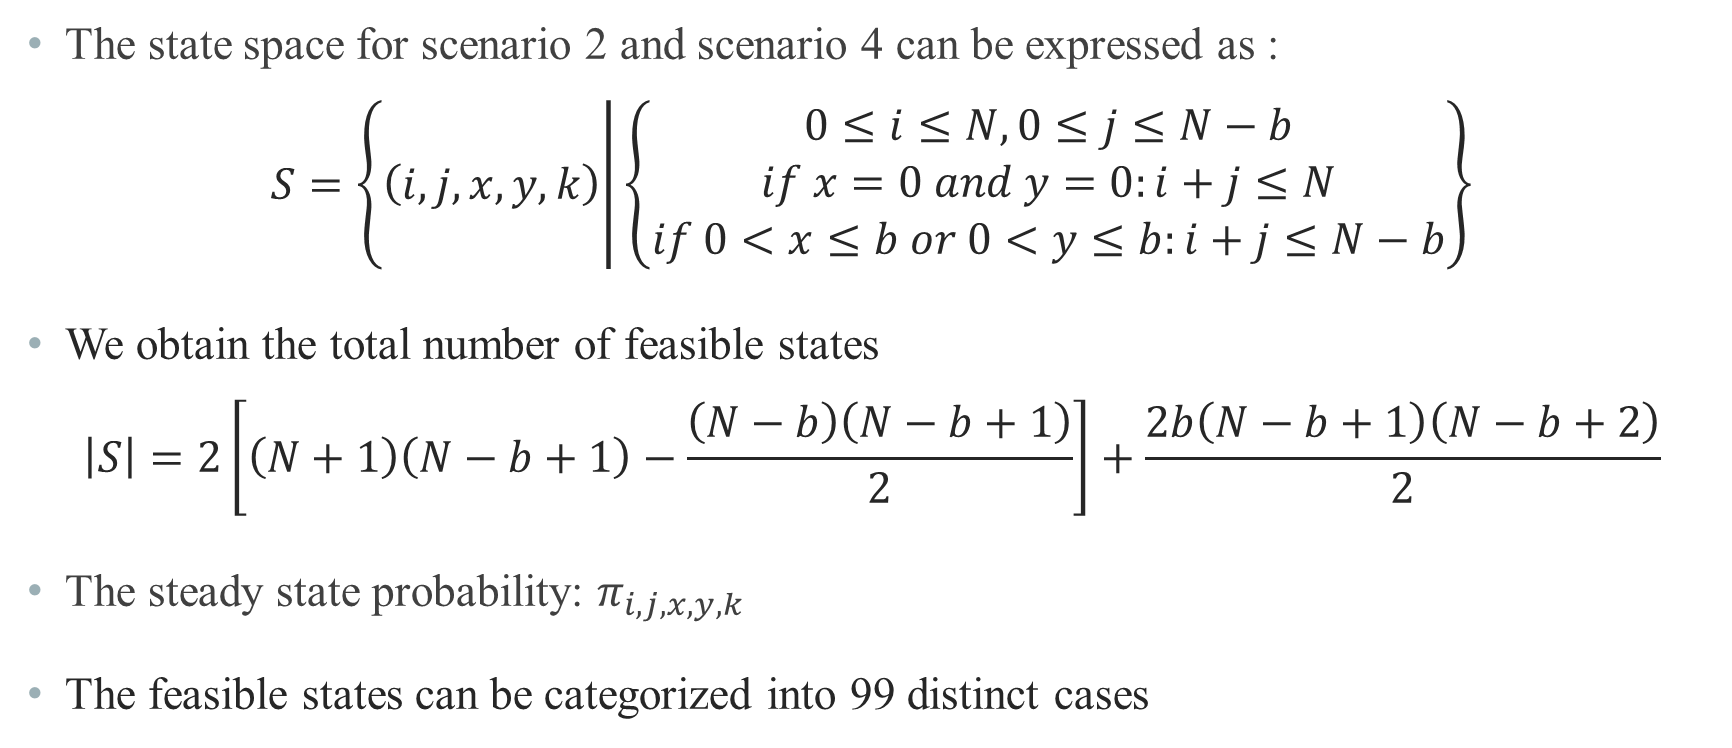 • The state space for scenario 2 and scenario 4 can be expressed as :
S = {(i, j, x, y, k)| { 0 ≤ i ≤ N, 0 ≤ j ≤ N − b
if x = 0 and y = 0: i + j ≤ N
if 0 < x ≤ b or 0 < y ≤ b: i + j ≤ N − b }
• We obtain the total number of feasible states
|S| = 2 [(N + 1)(N − b + 1) − (N − b)(N − b + 1)/2] + 2b(N − b + 1)(N − b + 2)/2
• The steady state probability: π_{i,j,x,y,k}
• The feasible states can be categorized into 99 distinct cases